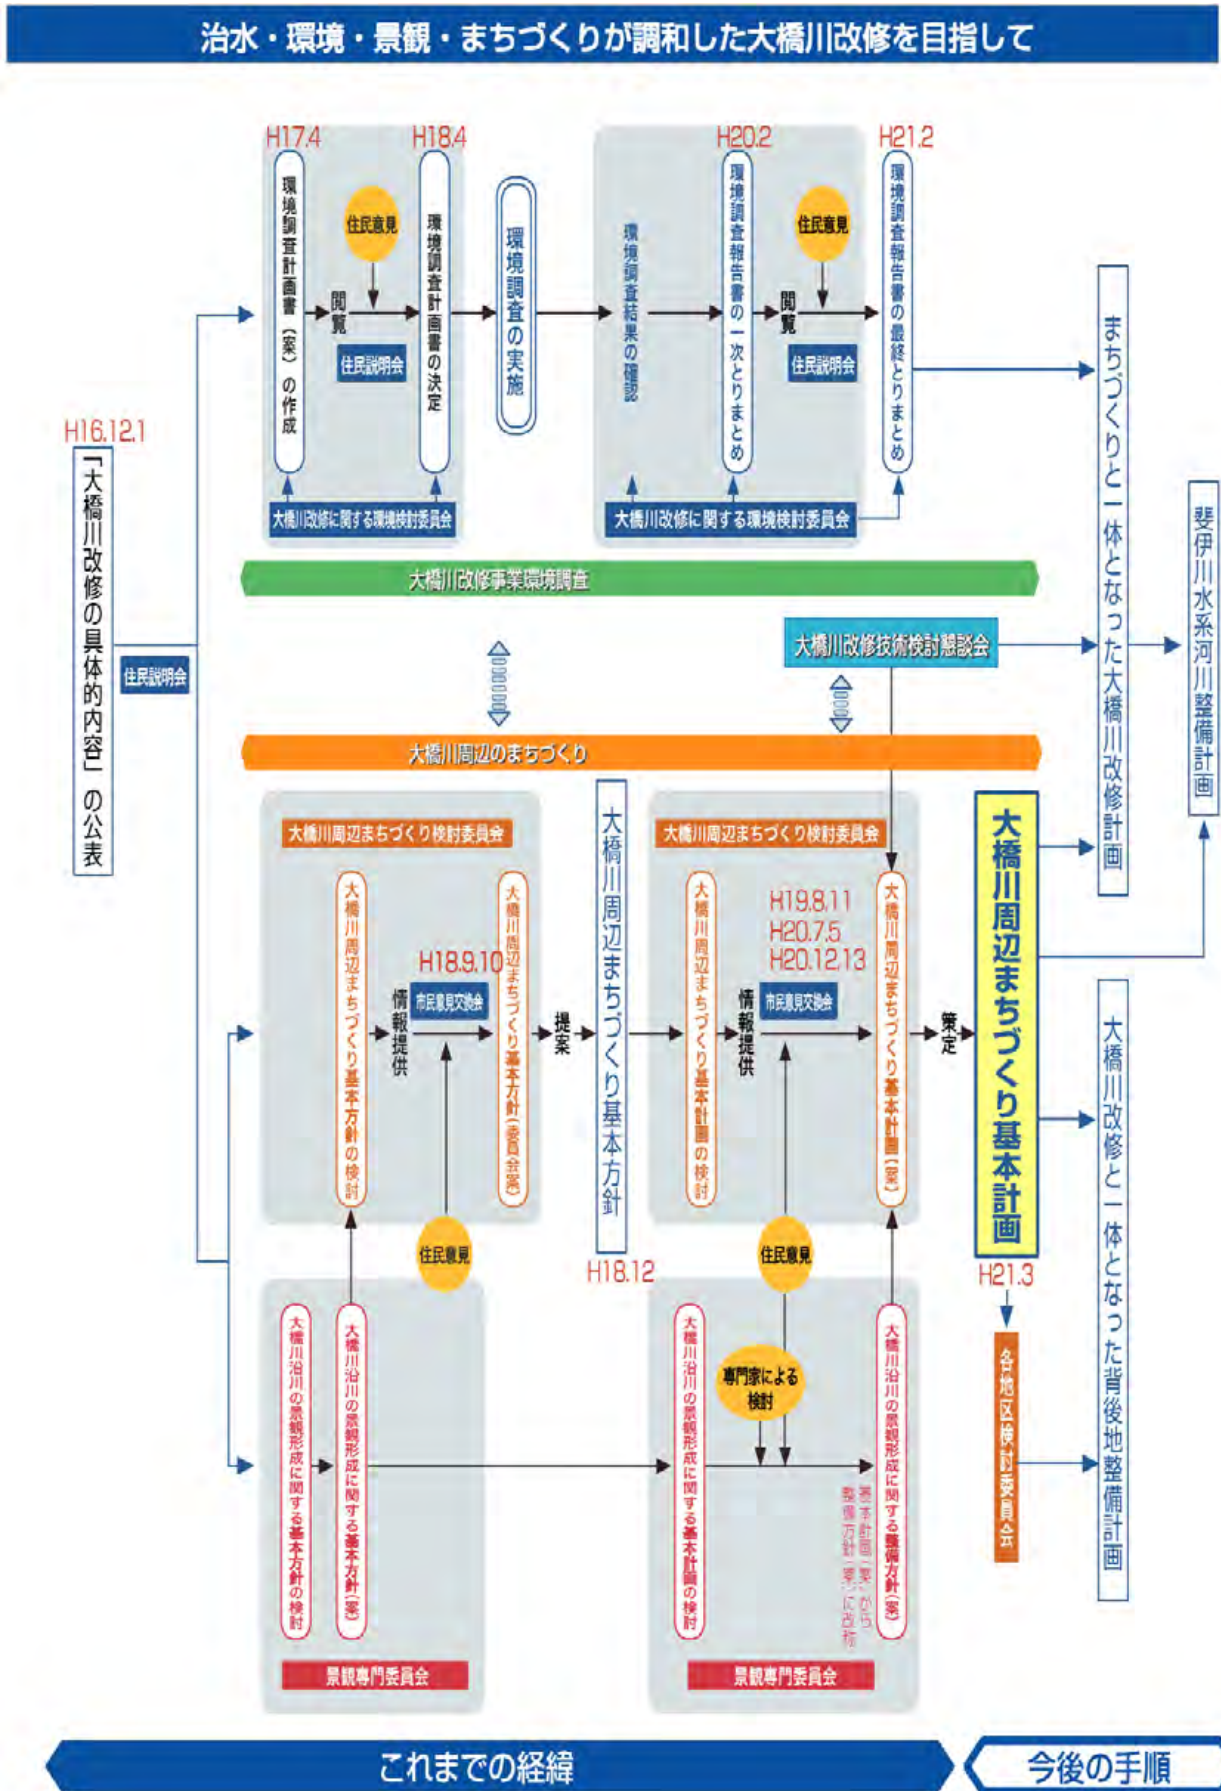 治水・環境・景観・まちづくりが調和した大橋川改修を目指して
H16.12.1
「大橋川改修の具体的内容」の公表
住民説明会
H17.4
環境調査計画書（案）の作成
閲覧
住民意見
住民説明会
H18.4
環境調査計画書の決定
環境調査の実施
環境調査結果の確認
H20.2
環境調査報告書の一次とりまとめ
閲覧
住民意見
住民説明会
H21.2
環境調査報告書の最終とりまとめ
大橋川改修に関する環境検討委員会
大橋川改修に関する環境検討委員会
大橋川改修事業環境調査
大橋川改修技術検討懇談会
大橋川周辺のまちづくり
大橋川周辺まちづくり検討委員会
大橋川周辺まちづくり基本方針の検討
情報提供
H18.9.10
市民意見交換会
住民意見
大橋川周辺まちづくり基本方針（委員会案）
提案
大橋川周辺まちづくり基本方針
H18.12
大橋川周辺まちづくり検討委員会
大橋川周辺まちづくり基本計画の検討
情報提供
H19.8.11
H20.7.5
H20.12.13
市民意見交換会
住民意見
大橋川周辺まちづくり基本計画（案）
策定
大橋川周辺まちづくり基本計画
H21.3
各地区検討委員会
大橋川沿川の景観形成に関する基本方針の検討
大橋川沿川の景観形成に関する基本方針（案）
景観専門委員会
大橋川沿川の景観形成に関する基本計画の検討
専門家による
検討
基本計画（案）から
整備方針（案）に改称
大橋川沿川の景観形成に関する整備方針（案）
景観専門委員会
まちづくりと一体となった大橋川改修計画
斐伊川水系河川整備計画
大橋川改修と一体となった背後地整備計画
これまでの経緯
今後の手順